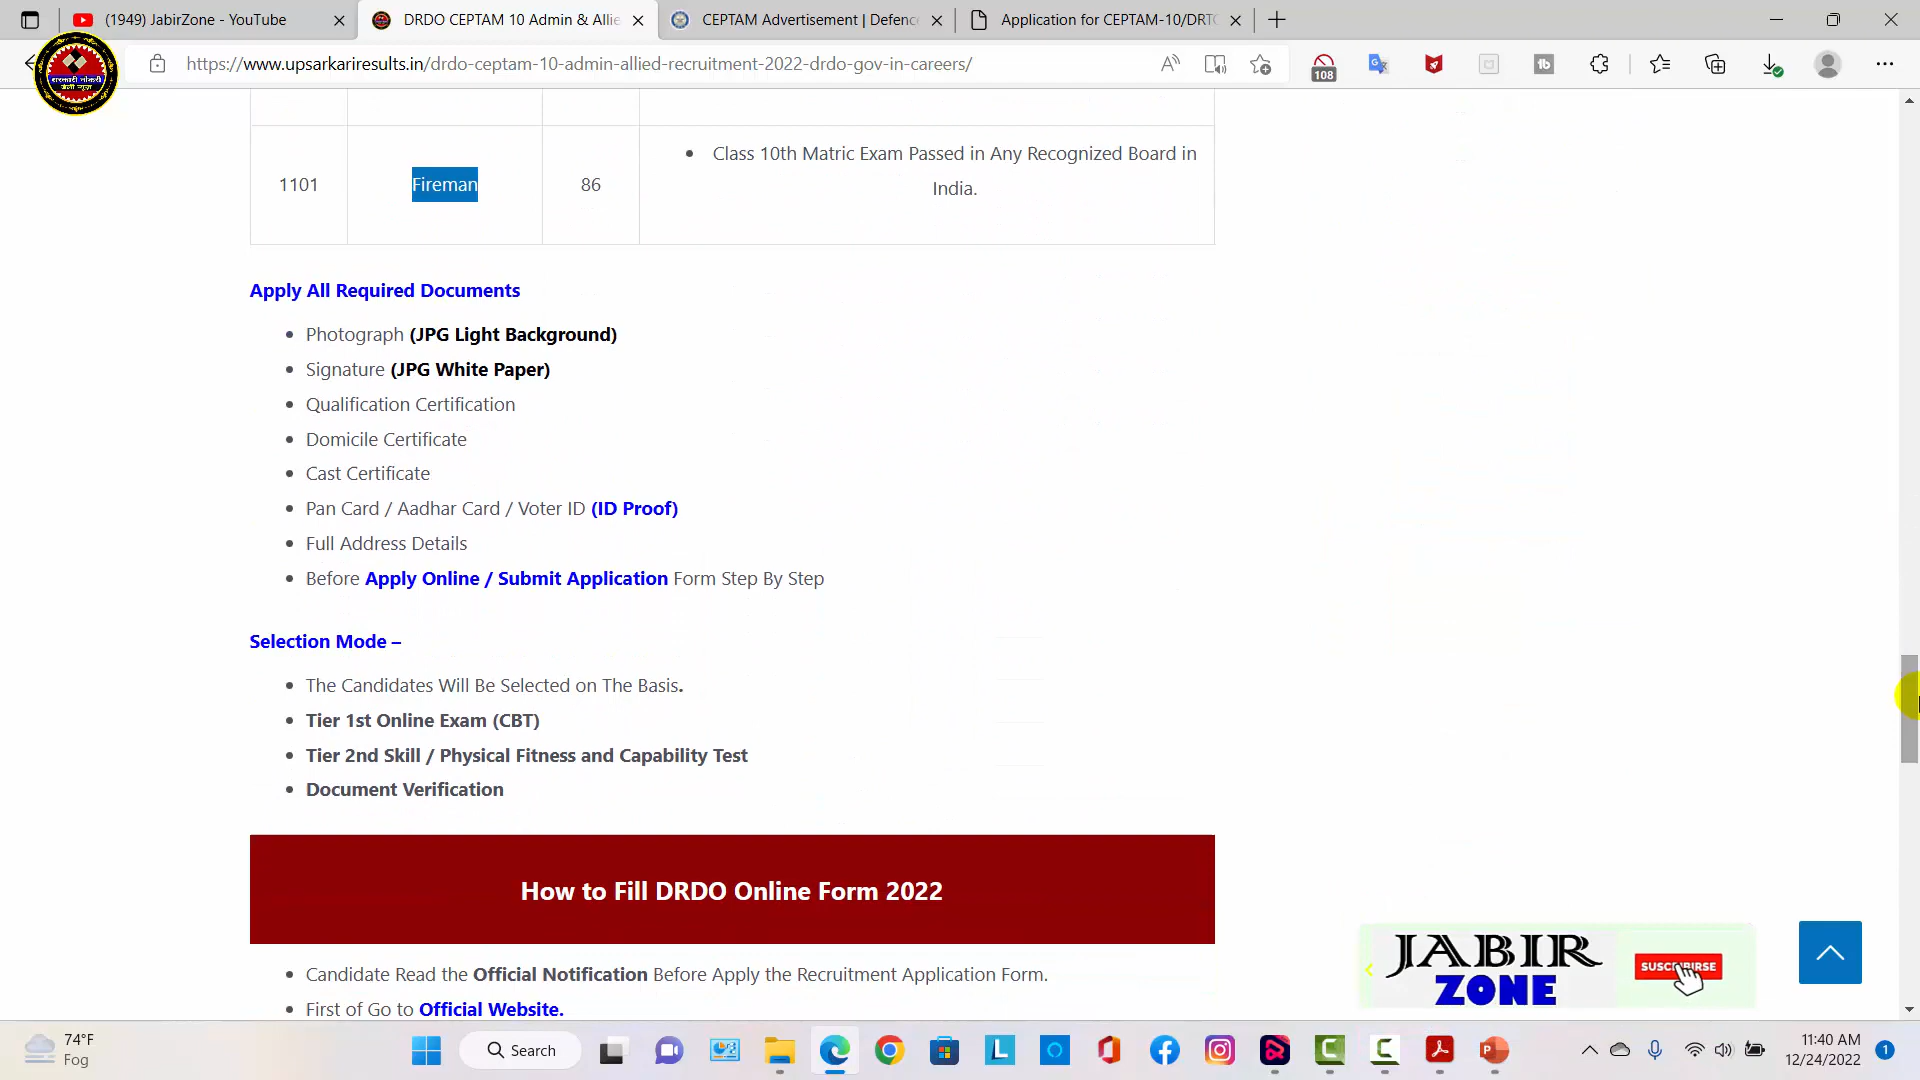 (1949) JabirZone - YouTube
DRDO CEPTAM 10 Admin & Allie
CEPTAM Advertisement | Defenc
Application for CEPTAM-10/DRTC
https://www.upsarkariresults.in/drdo-ceptam-10-admin-allied-recruitment-2022-drdo-gov-in-careers/
108
सरकारी नौकरी
1101
Fireman
86
Class 10th Matric Exam Passed in Any Recognized Board in
India.
Apply All Required Documents
Photograph (JPG Light Background)
Signature (JPG White Paper)
Qualification Certification
Domicile Certificate
Cast Certificate
Pan Card / Aadhar Card / Voter ID (ID Proof)
Full Address Details
Before Apply Online / Submit Application Form Step By Step
Selection Mode –
The Candidates Will Be Selected on The Basis.
Tier 1st Online Exam (CBT)
Tier 2nd Skill / Physical Fitness and Capability Test
Document Verification
How to Fill DRDO Online Form 2022
Candidate Read the Official Notification Before Apply the Recruitment Application Form.
First of Go to Official Website.
JABIR
ZONE
74°F
Fog
Search
11:40 AM
12/24/2022
1